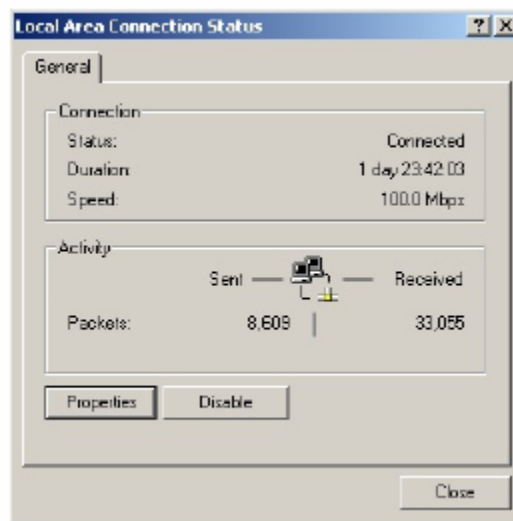 Local Area Connection Status
General
Connection
Status: Connected
Duration: 1 day 23:42:03
Speed: 100.0 Mbps
Activity
Sent Received
Packets: 8,609 33,055
Properties Disable
Close